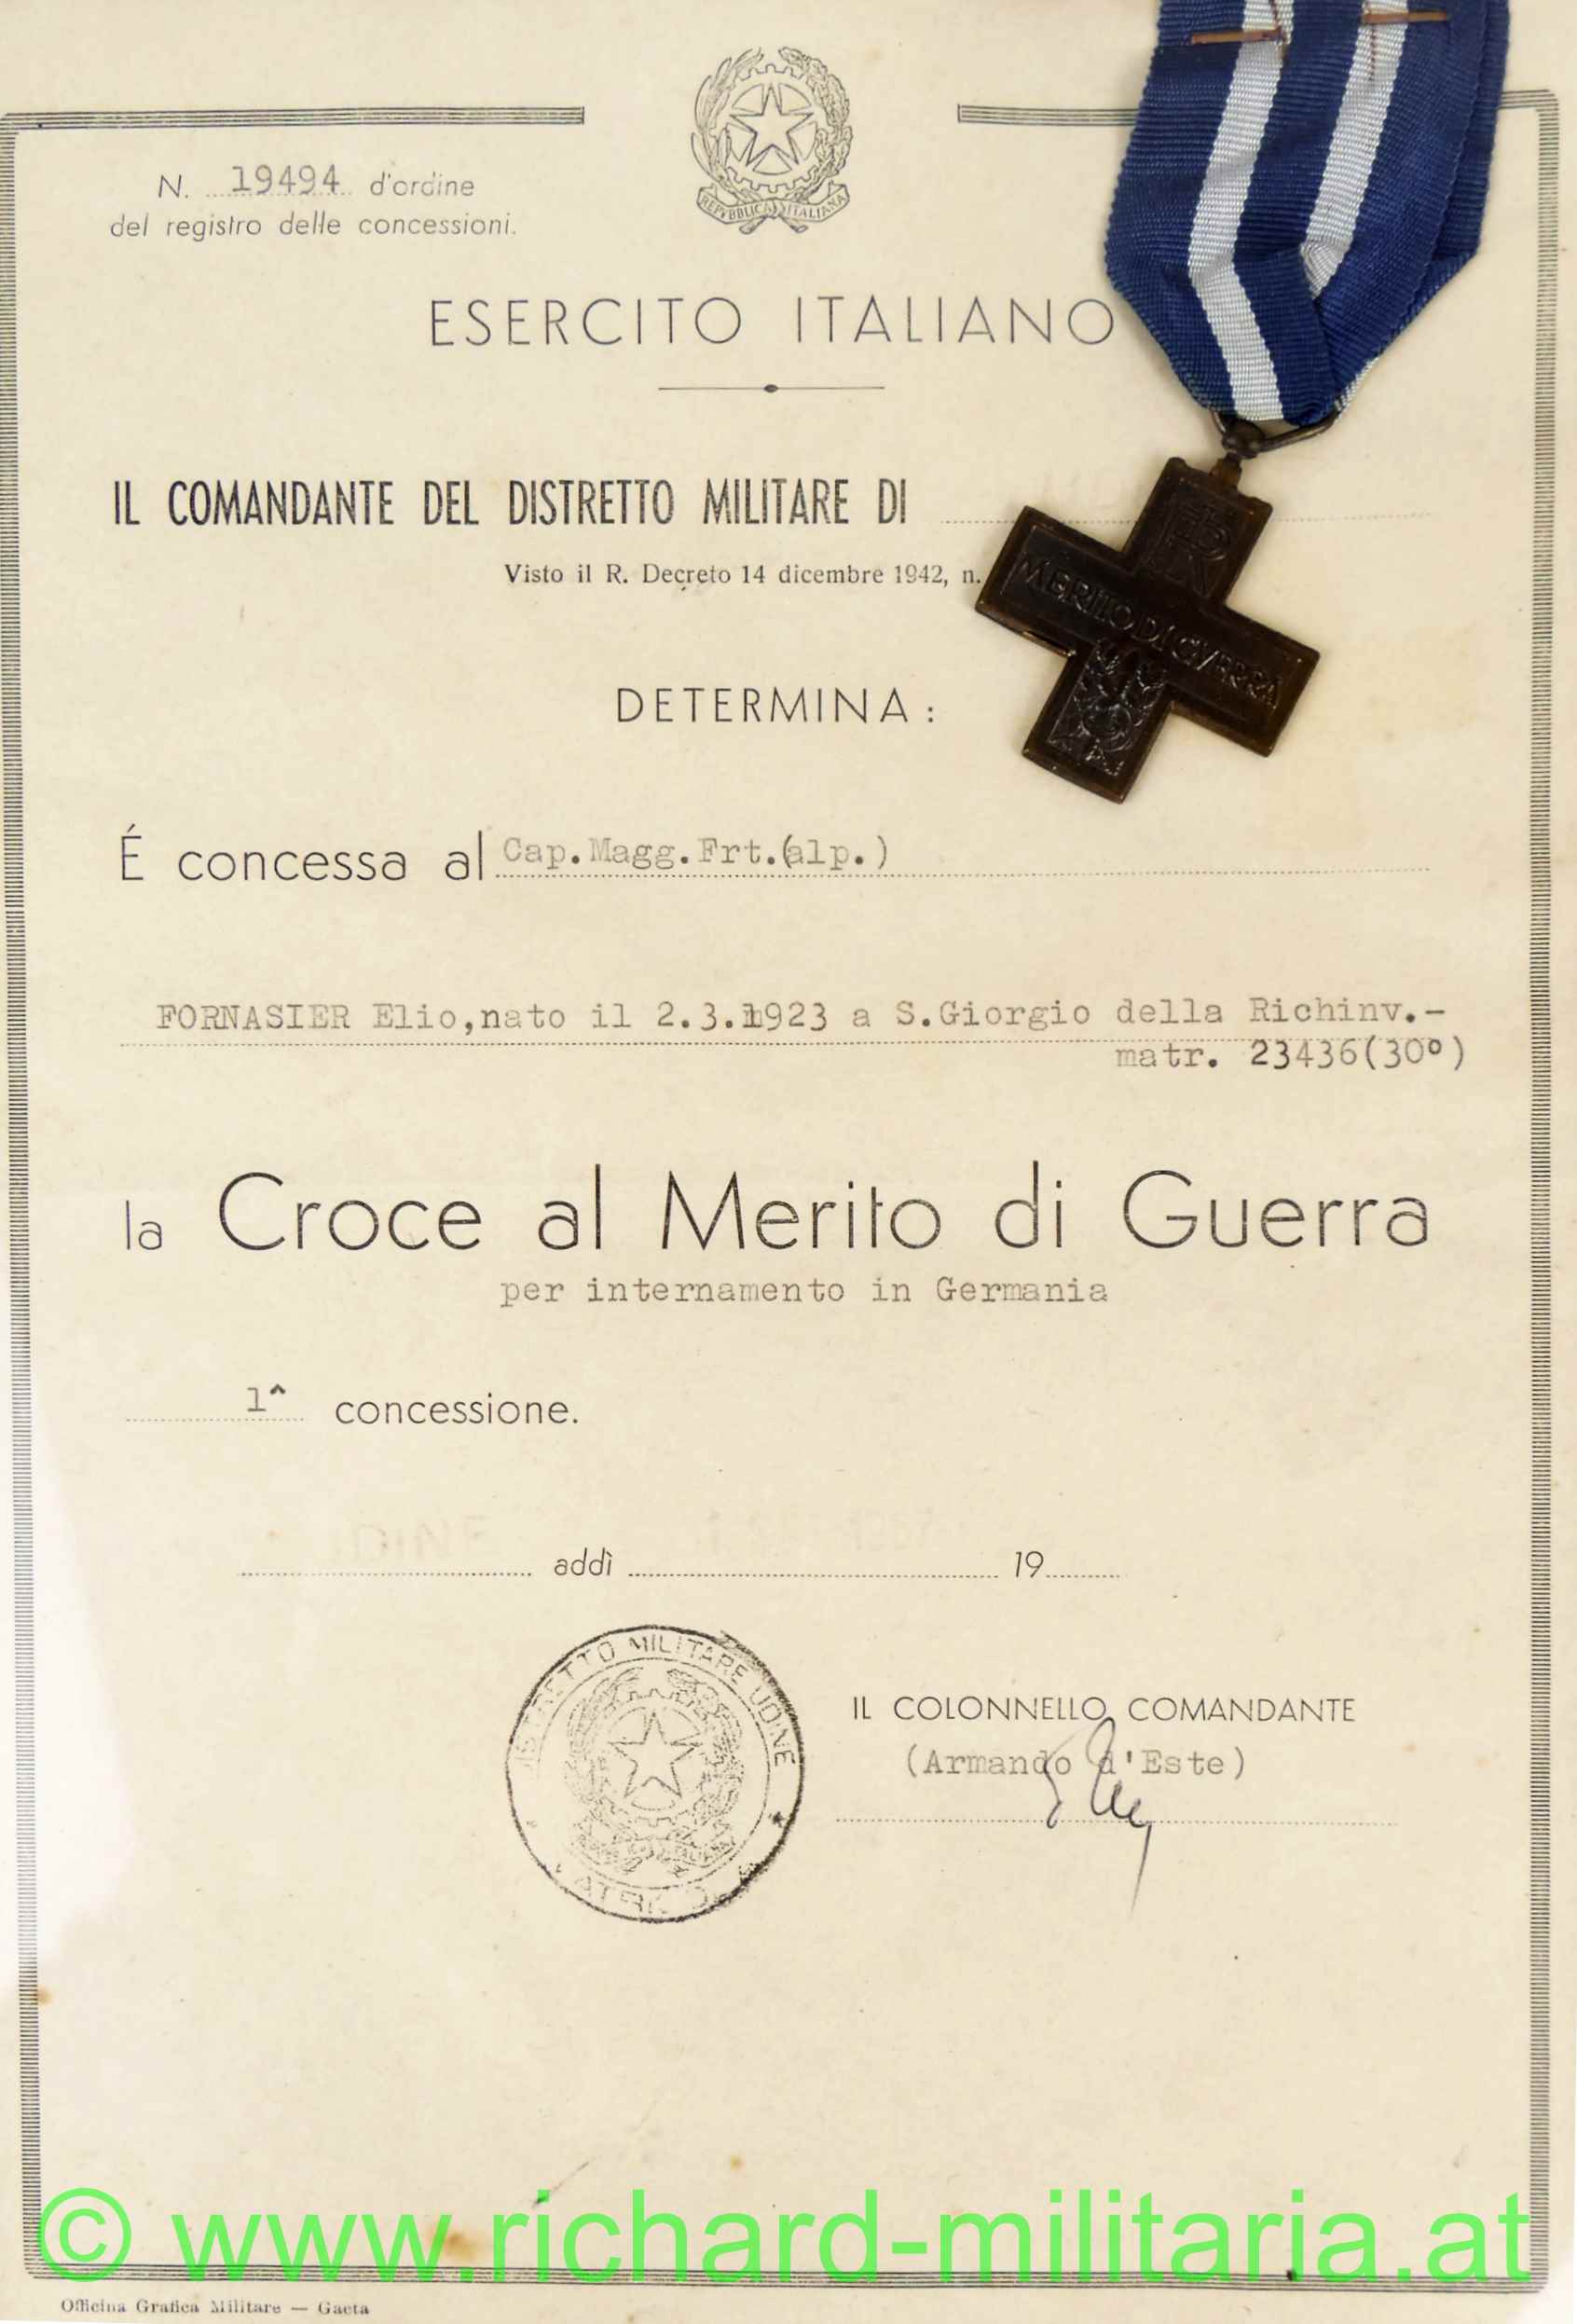 REPVBBLICA ITALIANA
N. 19494 d'ordine
del registro delle concessioni.
ESERCITO ITALIANO
IL COMANDANTE DEL DISTRETTO MILITARE DI
Visto il R. Decreto 14 dicembre 1942, n.
MERITO DI GVERRA
DETERMINA:
É concessa al Cap.Magg.Frt.(alp.)
FORNASIER Elio,nato il 2.3.1923 a S.Giorgio della Richinv.-
matr. 23436(30º)
la Croce al Merito di Guerra
per internamento in Germania
1^ concessione.
addì 19
DISTRETTO MILITARE UDINE
IL COLONNELLO COMANDANTE
(Armando d'Este)
© www.richard-militaria.at
Officina Grafica Militare — Gaeta